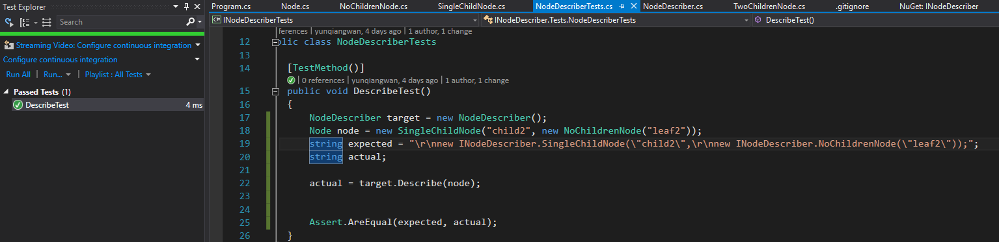 Test Explorer
Search
Streaming Video: Configure continuous integration
Configure continuous integration
Run All | Run... | Playlist : All Tests
Passed Tests (1)
DescribeTest 4 ms
Program.cs Node.cs NoChildrenNode.cs SingleChildNode.cs NodeDescriberTests.cs NodeDescriber.cs TwoChildrenNode.cs .gitignore NuGet: INodeDescriber
C# INodeDescriberTests INodeDescriber.Tests.NodeDescriberTests DescribeTest()
ferences | yunqiangwan, 4 days ago | 1 author, 1 change
12 blic class NodeDescriberTests
13
14 [TestMethod()]
| 0 references | yunqiangwan, 4 days ago | 1 author, 1 change
15 public void DescribeTest()
16 {
17 NodeDescriber target = new NodeDescriber();
18 Node node = new SingleChildNode("child2", new NoChildrenNode("leaf2"));
19 string expected = "\r\nnew INodeDescriber.SingleChildNode(\"child2\",\r\nnew INodeDescriber.NoChildrenNode(\"leaf2\"));";
20 string actual;
21
22 actual = target.Describe(node);
23
24
25 Assert.AreEqual(expected, actual);
26 }